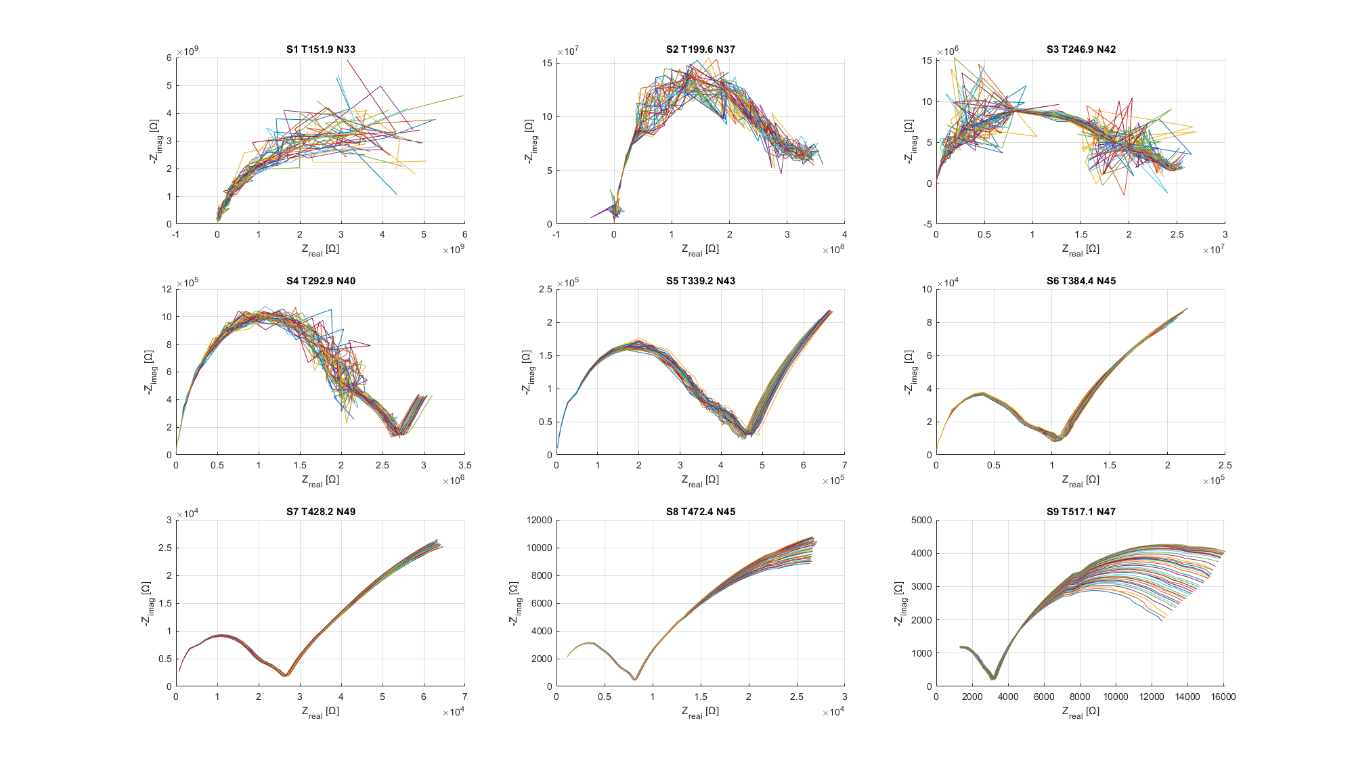 S1 T151.9 N33
×10^9
6
5
4
3
2
1
0
-Z_imag [Ω]
-1 0 1 2 3 4 5 6
Z_real [Ω]
×10^9
S2 T199.6 N37
×10^7
15
10
5
0
-Z_imag [Ω]
-1 0 1 2 3 4
Z_real [Ω]
×10^8
S3 T246.9 N42
×10^6
15
10
5
0
-5
-Z_imag [Ω]
0 0.5 1 1.5 2 2.5 3
Z_real [Ω]
×10^7
S4 T292.9 N40
×10^5
12
10
8
6
4
2
0
-Z_imag [Ω]
0 0.5 1 1.5 2 2.5 3 3.5
Z_real [Ω]
×10^6
S5 T339.2 N43
×10^5
2.5
2
1.5
1
0.5
0
-Z_imag [Ω]
0 1 2 3 4 5 6 7
Z_real [Ω]
×10^5
S6 T384.4 N45
×10^4
10
8
6
4
2
0
-Z_imag [Ω]
0 0.5 1 1.5 2 2.5
Z_real [Ω]
×10^5
S7 T428.2 N49
×10^4
3
2.5
2
1.5
1
0.5
0
-Z_imag [Ω]
0 1 2 3 4 5 6 7
Z_real [Ω]
×10^4
S8 T472.4 N45
12000
10000
8000
6000
4000
2000
0
-Z_imag [Ω]
0 0.5 1 1.5 2 2.5 3
Z_real [Ω]
×10^4
S9 T517.1 N47
5000
4000
3000
2000
1000
0
-Z_imag [Ω]
0 2000 4000 6000 8000 10000 12000 14000 16000
Z_real [Ω]